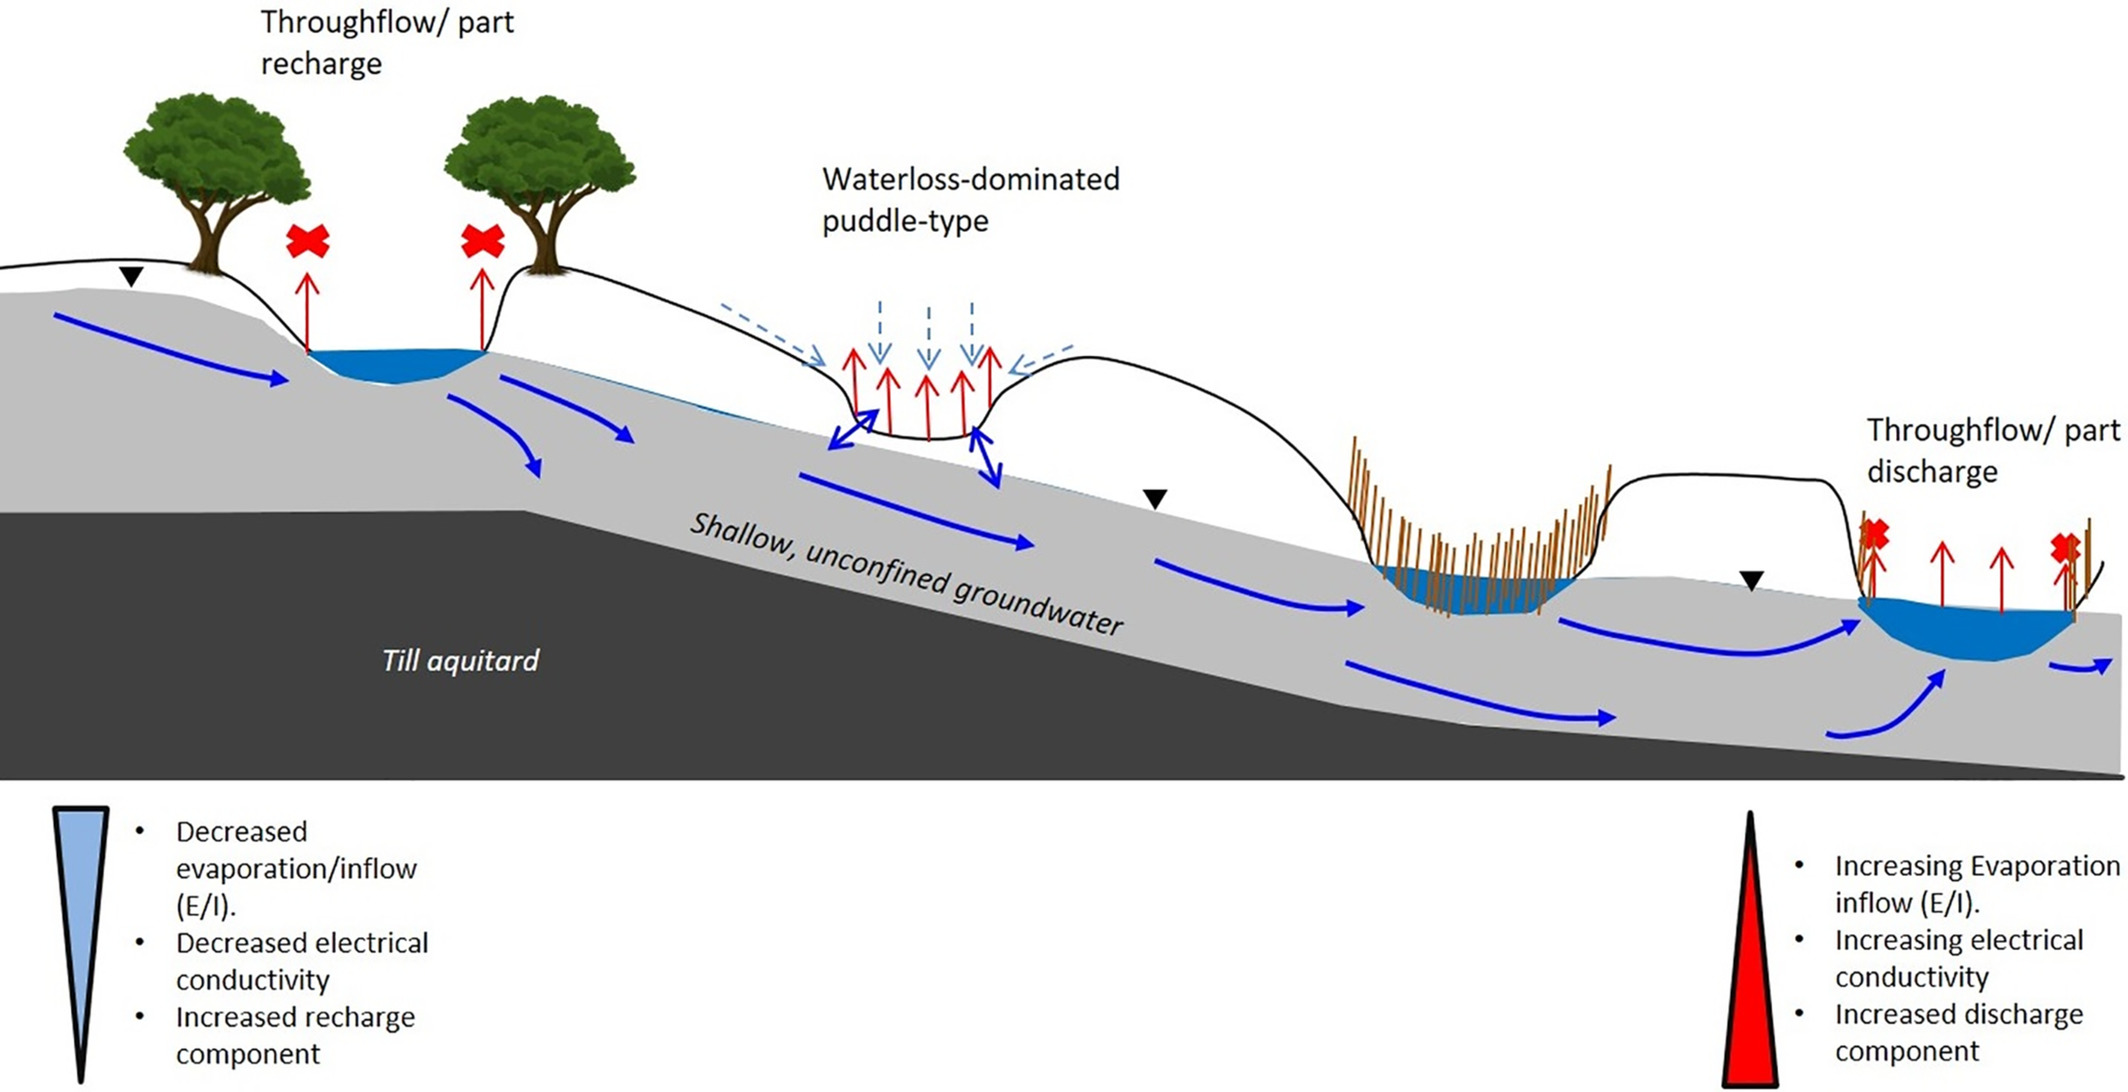 Throughflow/ part
recharge
Waterloss-dominated
puddle-type
Throughflow/ part
discharge
Shallow, unconfined groundwater
Till aquitard
• Decreased
evaporation/inflow
(E/I).
• Decreased electrical
conductivity
• Increased recharge
component
• Increasing Evaporation
inflow (E/I).
• Increasing electrical
conductivity
• Increased discharge
component